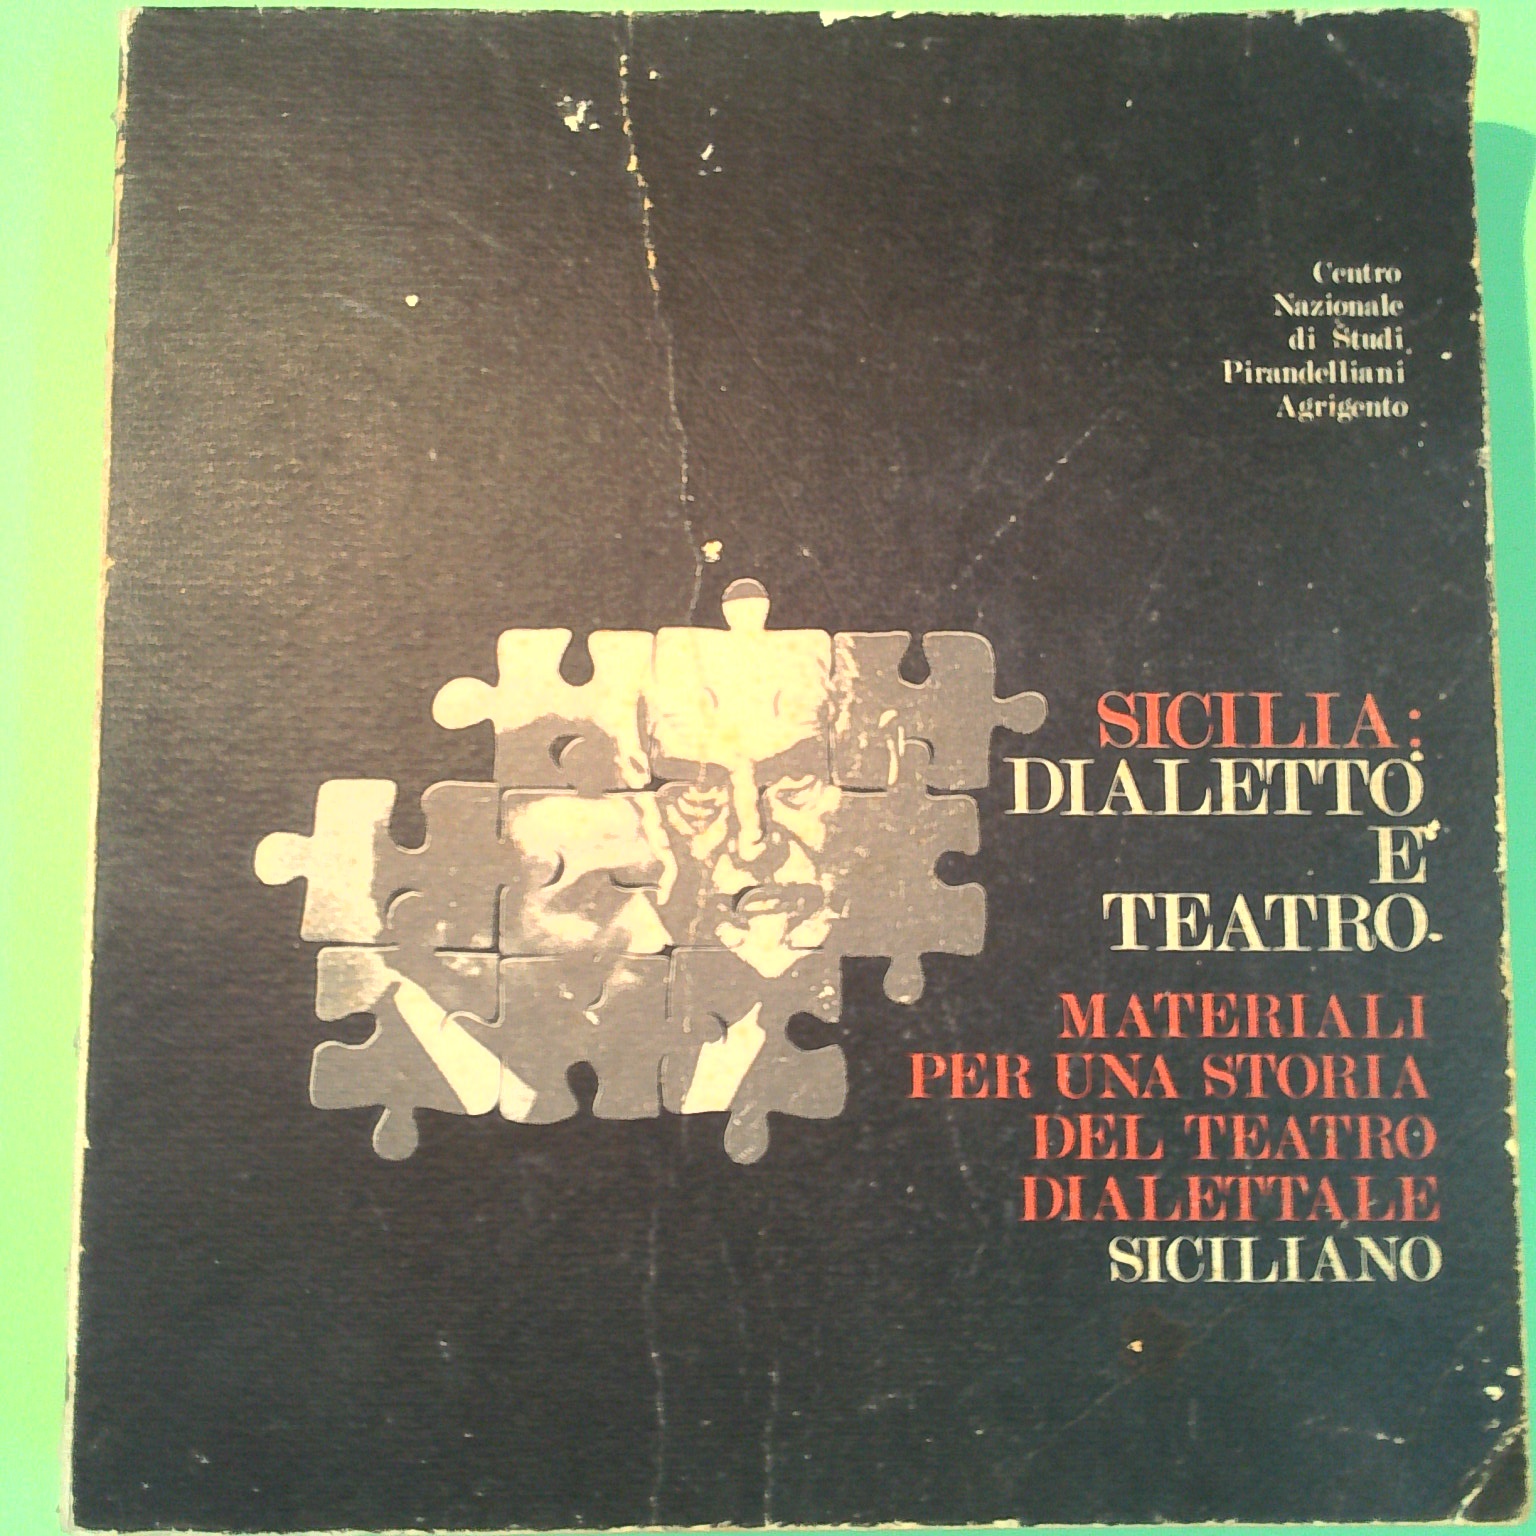 Centro
Nazionale
di Studi
Pirandelliani
Agrigento
SICILIA:
DIALETTO
E
TEATRO
MATERIALI
PER UNA STORIA
DEL TEATRO
DIALETTALE
SICILIANO